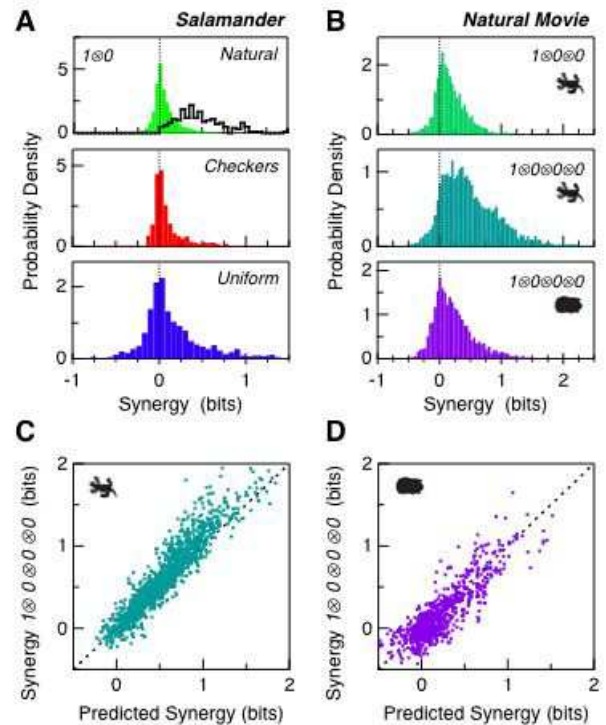 A
Salamander
1⊗0
Natural
5
0
Checkers
5
0
Uniform
2
0
-1
0
1
Probability Density
Synergy (bits)
B
Natural Movie
1⊗0⊗0
2
1
0
1⊗0⊗0⊗0
1
0
1⊗0⊗0⊗0
2
1
0
-1
0
1
2
Probability Density
Synergy (bits)
C
2
1
0
0
1
2
Synergy 1⊗ 0⊗0 ⊗0 (bits)
Predicted Synergy (bits)
D
2
1
0
0
1
2
Synergy 1⊗ 0⊗0 ⊗0 (bits)
Predicted Synergy (bits)